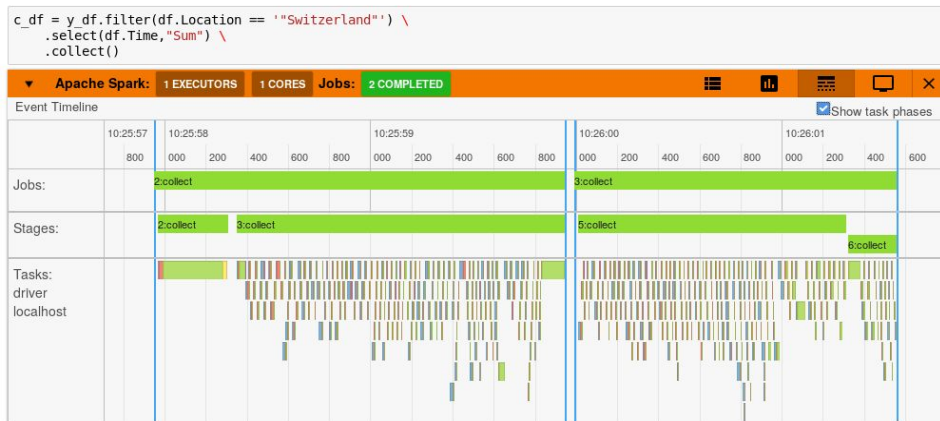 c_df = y_df.filter(df.Location == '"Switzerland"') \
.select(df.Time,"Sum") \
.collect()
▼ Apache Spark: 1 EXECUTORS 1 CORES Jobs: 2 COMPLETED ✕
Event Timeline
Show task phases
10:25:57 10:25:58 10:25:59 10:26:00 10:26:01
800 000 200 400 600 800 000 200 400 600 800 000 200 400 600 800 000 200 400 600
Jobs: 2:collect 3:collect
Stages: 2:collect 3:collect 5:collect
6:collect
Tasks:
driver
localhost